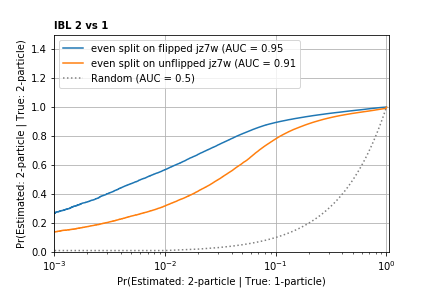 IBL 2 vs 1
Pr(Estimated: 2-particle | True: 2-particle)
1.4
1.2
1.0
0.8
0.6
0.4
0.2
0.0
even split on flipped jz7w (AUC = 0.95
even split on unflipped jz7w (AUC = 0.91
Random (AUC = 0.5)
10⁻³
10⁻²
10⁻¹
10⁰
Pr(Estimated: 2-particle | True: 1-particle)